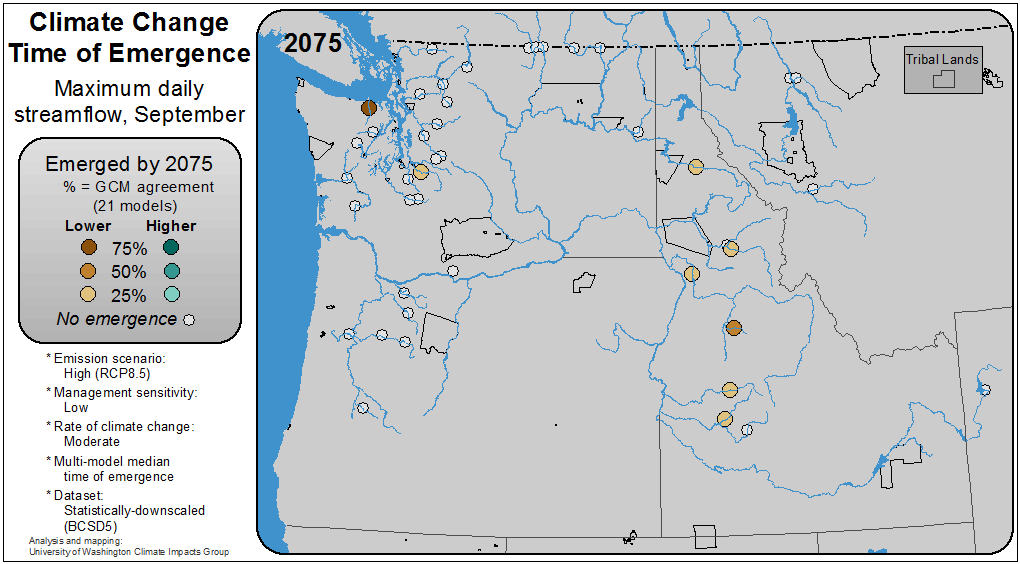 Climate Change
Time of Emergence
Maximum daily
streamflow, September
Emerged by 2075
% = GCM agreement
(21 models)
Lower Higher
75%
50%
25%
No emergence
* Emission scenario:
High (RCP8.5)
* Management sensitivity:
Low
* Rate of climate change:
Moderate
* Multi-model median
time of emergence
* Dataset:
Statistically-downscaled
(BCSD5)
Analysis and mapping:
University of Washington Climate Impacts Group
2075
Tribal Lands